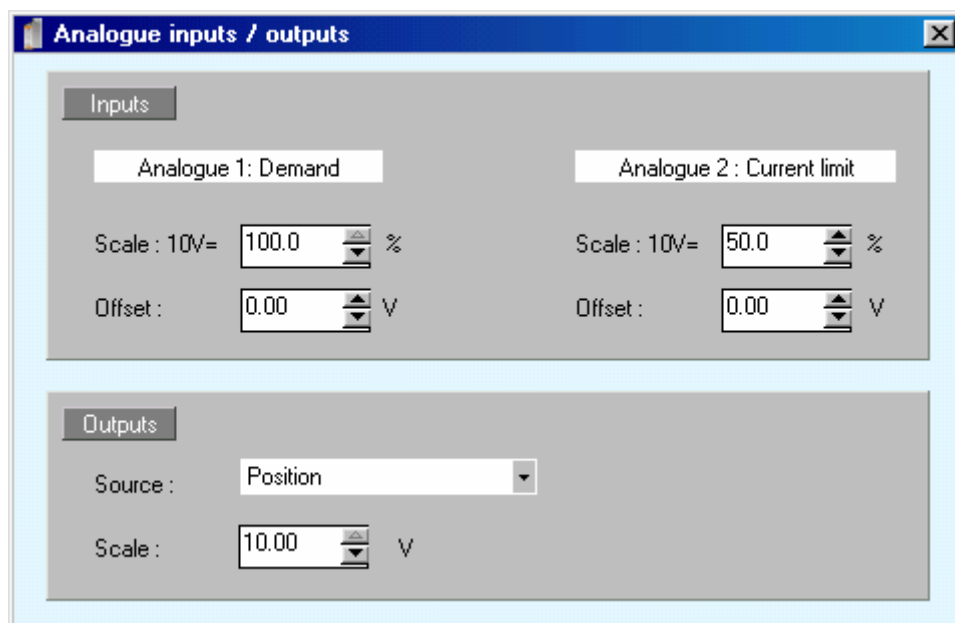 Analogue inputs / outputs
Inputs
Analogue 1: Demand
Analogue 2 : Current limit
Scale : 10V= 100.0 %
Scale : 10V= 50.0 %
Offset : 0.00 V
Offset : 0.00 V
Outputs
Source : Position
Scale : 10.00 V